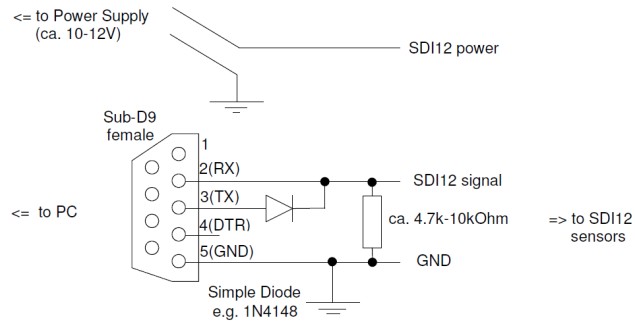 <= to Power Supply
(ca. 10-12V)
SDI12 power
Sub-D9
female
1
2(RX)
SDI12 signal
3(TX)
<= to PC
ca. 4.7k-10kOhm
=> to SDI12
sensors
4(DTR)
5(GND)
GND
Simple Diode
e.g. 1N4148